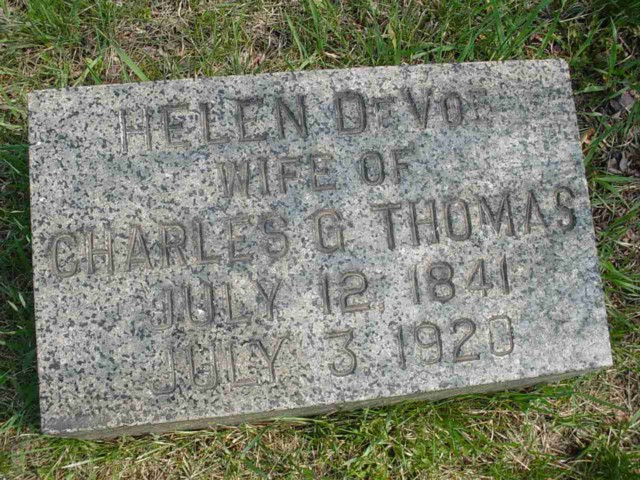 HELEN DEVOE
WIFE OF
CHARLES G. THOMAS
JULY 12, 1841
JULY 3, 1920